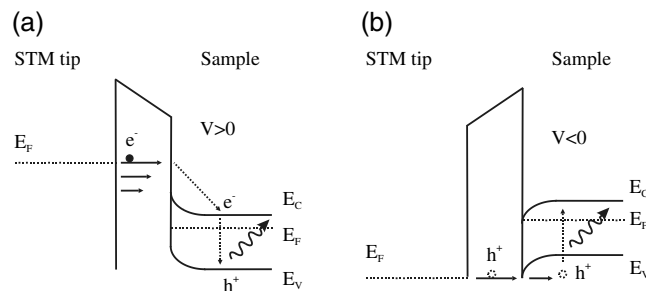 (a)
STM tip Sample
V>0
E_F
e⁻
e⁻
E_C
E_F
h⁺
E_V
(b)
STM tip Sample
V<0
E_C
E_F
E_F
h⁺
h⁺
E_V